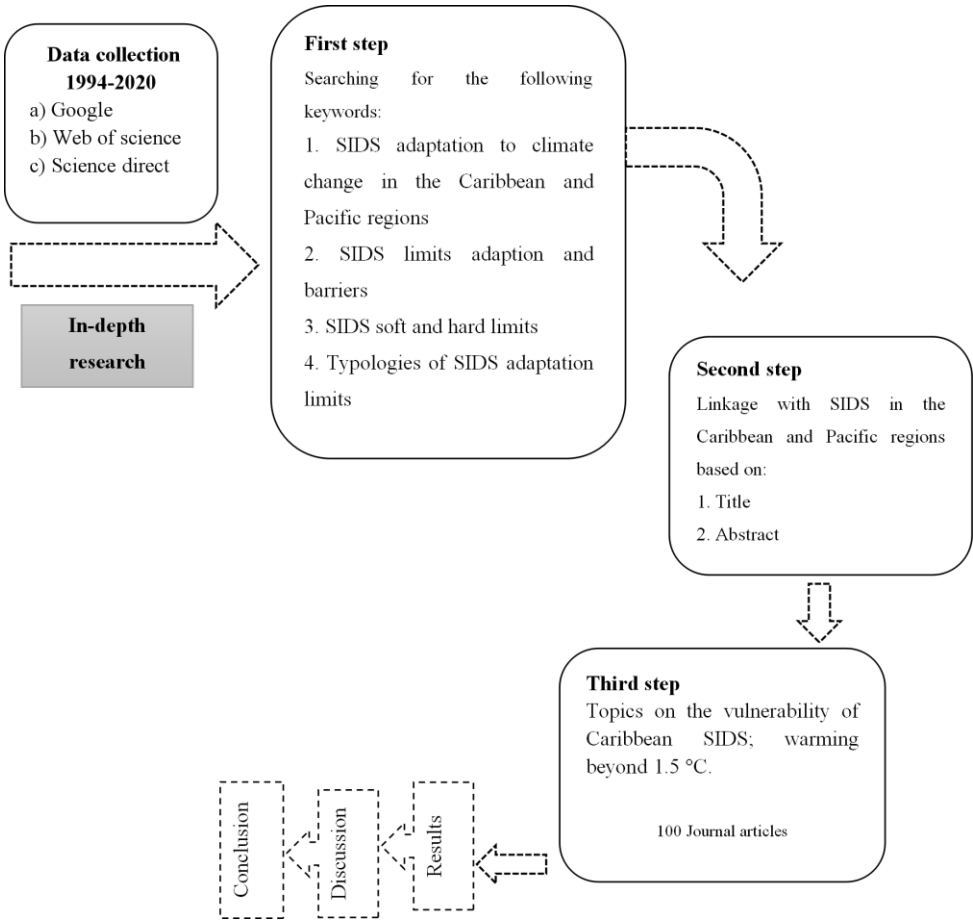 Data collection
1994-2020
a) Google
b) Web of science
c) Science direct
In-depth
research
First step
Searching for the following
keywords:
1. SIDS adaptation to climate
change in the Caribbean and
Pacific regions
2. SIDS limits adaption and
barriers
3. SIDS soft and hard limits
4. Typologies of SIDS adaptation
limits
Second step
Linkage with SIDS in the
Caribbean and Pacific regions
based on:
1. Title
2. Abstract
Third step
Topics on the vulnerability of
Caribbean SIDS; warming
beyond 1.5 °C.
100 Journal articles
Results
Discussion
Conclusion